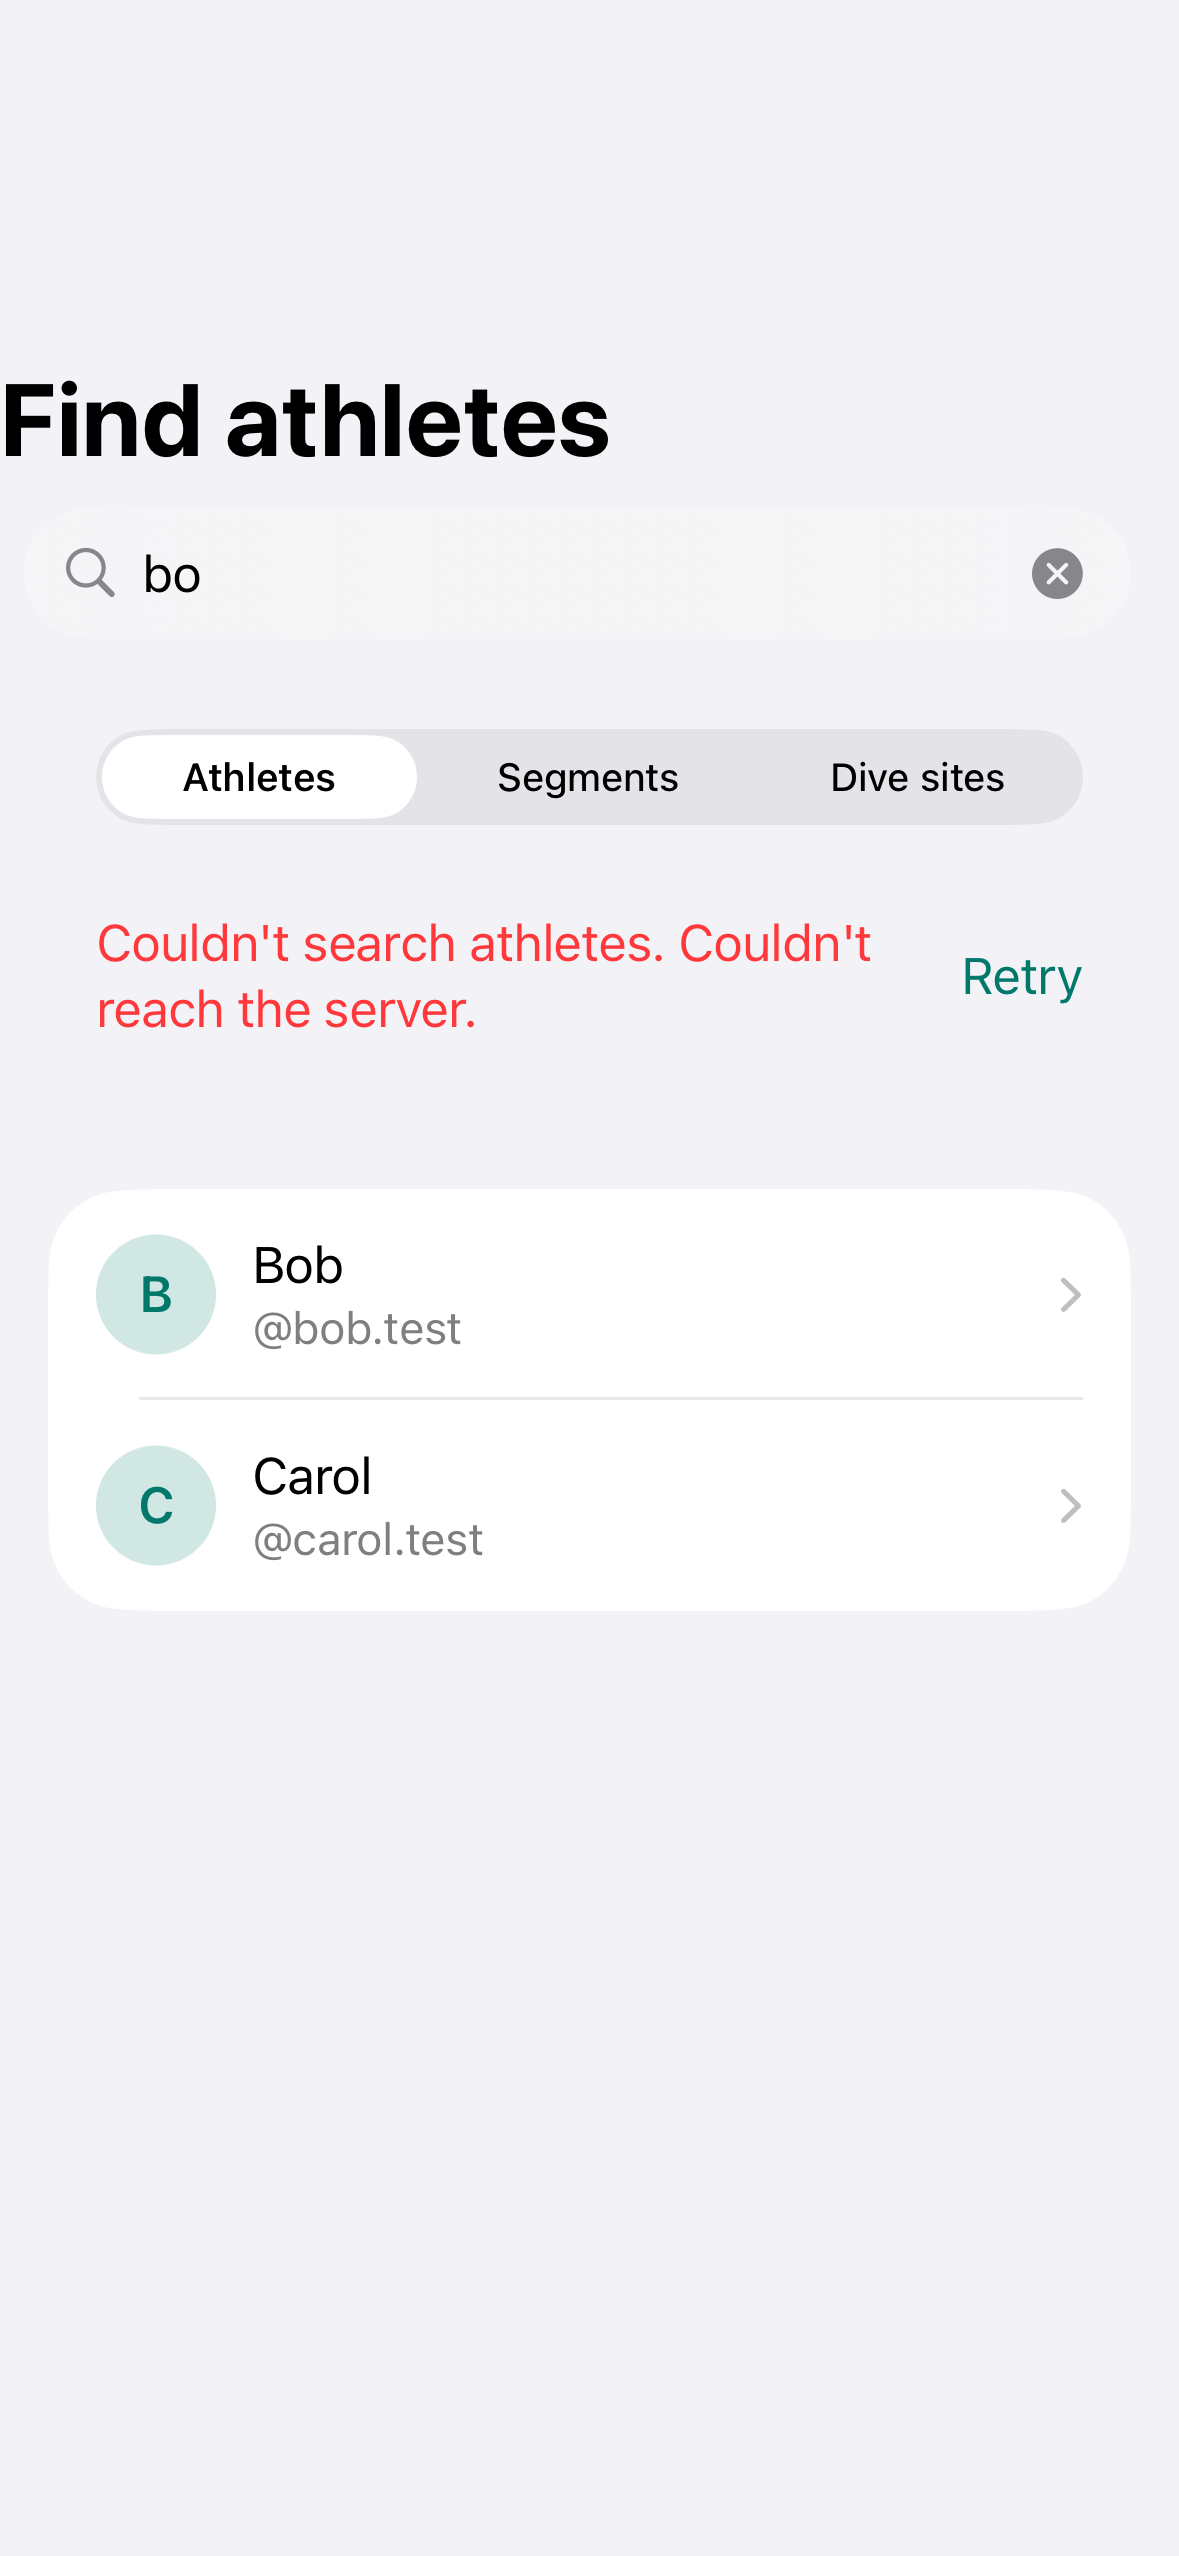 Find athletes
bo
Athletes
Segments
Dive sites
Couldn't search athletes. Couldn't
reach the server.
Retry
B
Bob
@bob.test
C
Carol
@carol.test